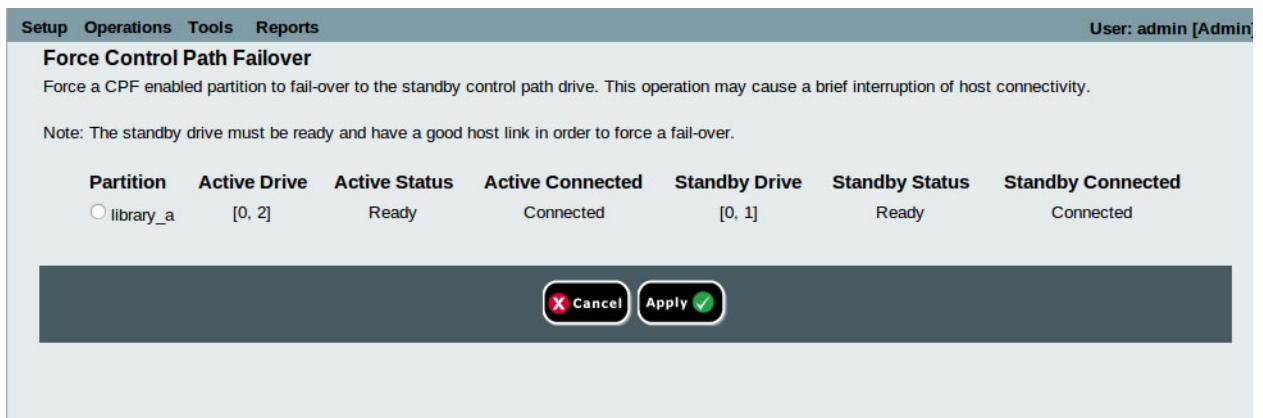 Setup Operations Tools Reports User: admin [Admin]
Force Control Path Failover
Force a CPF enabled partition to fail-over to the standby control path drive. This operation may cause a brief interruption of host connectivity.
Note: The standby drive must be ready and have a good host link in order to force a fail-over.
Partition Active Drive Active Status Active Connected Standby Drive Standby Status Standby Connected
library_a [0, 2] Ready Connected [0, 1] Ready Connected
Cancel Apply